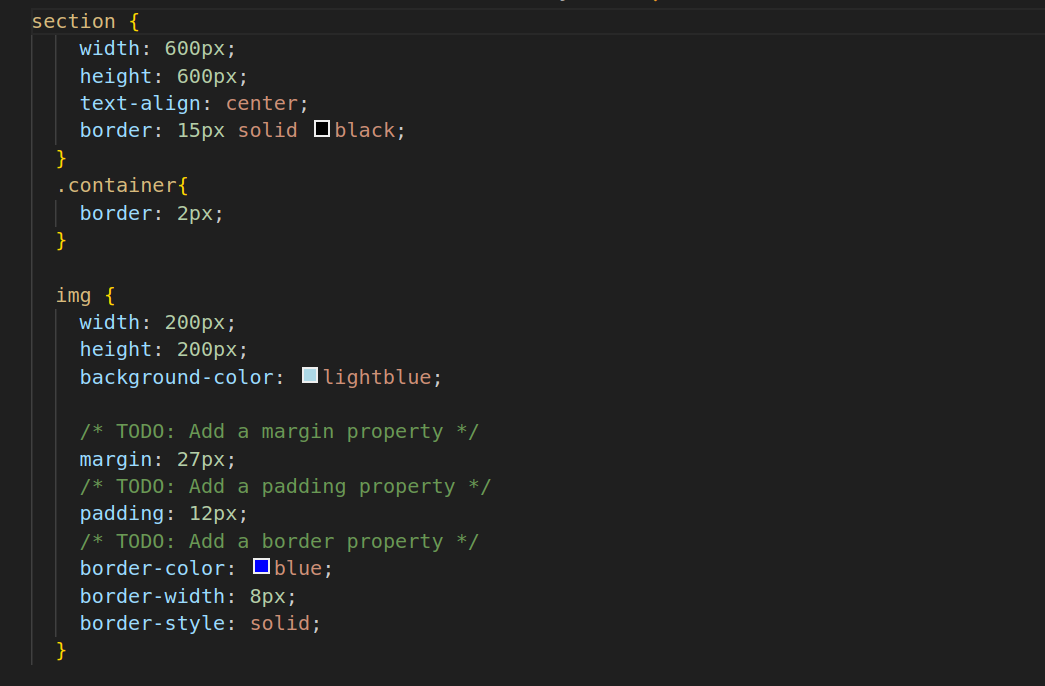 section {
    width: 600px;
    height: 600px;
    text-align: center;
    border: 15px solid black;
  }
  .container{
    border: 2px;
  }

  img {
    width: 200px;
    height: 200px;
    background-color: lightblue;

    /* TODO: Add a margin property */
    margin: 27px;
    /* TODO: Add a padding property */
    padding: 12px;
    /* TODO: Add a border property */
    border-color: blue;
    border-width: 8px;
    border-style: solid;
  }